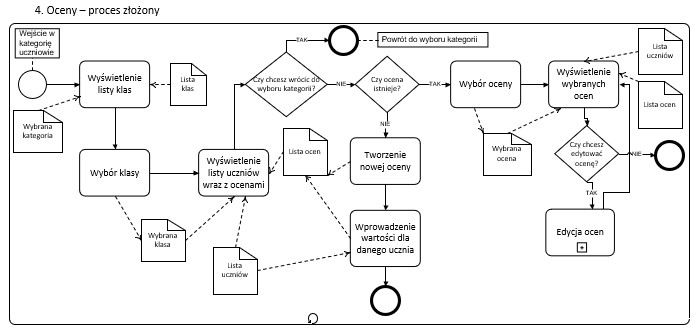 4. Oceny – proces złożony
Wejście w
kategorię
uczniowie
Wybrana
kategoria
Wyświetlenie
listy klas
Lista
klas
Wybór klasy
Wybrana
klasa
Wyświetlenie
listy uczniów
wraz z ocenami
Lista
uczniów
Czy chcesz wrócic do
wyboru kategorii?
TAK
Powrót do wyboru kategorii
NIE
Czy ocena
istnieje?
NIE
Lista ocen
Tworzenie
nowej oceny
Wprowadzenie
wartości dla
danego ucznia
TAK
Wybór oceny
Wybrana
ocena
Wyświetlenie
wybranych
ocen
Lista
uczniów
Lista ocen
Czy chcesz
edytować
ocenę?
NIE
TAK
Edycja ocen